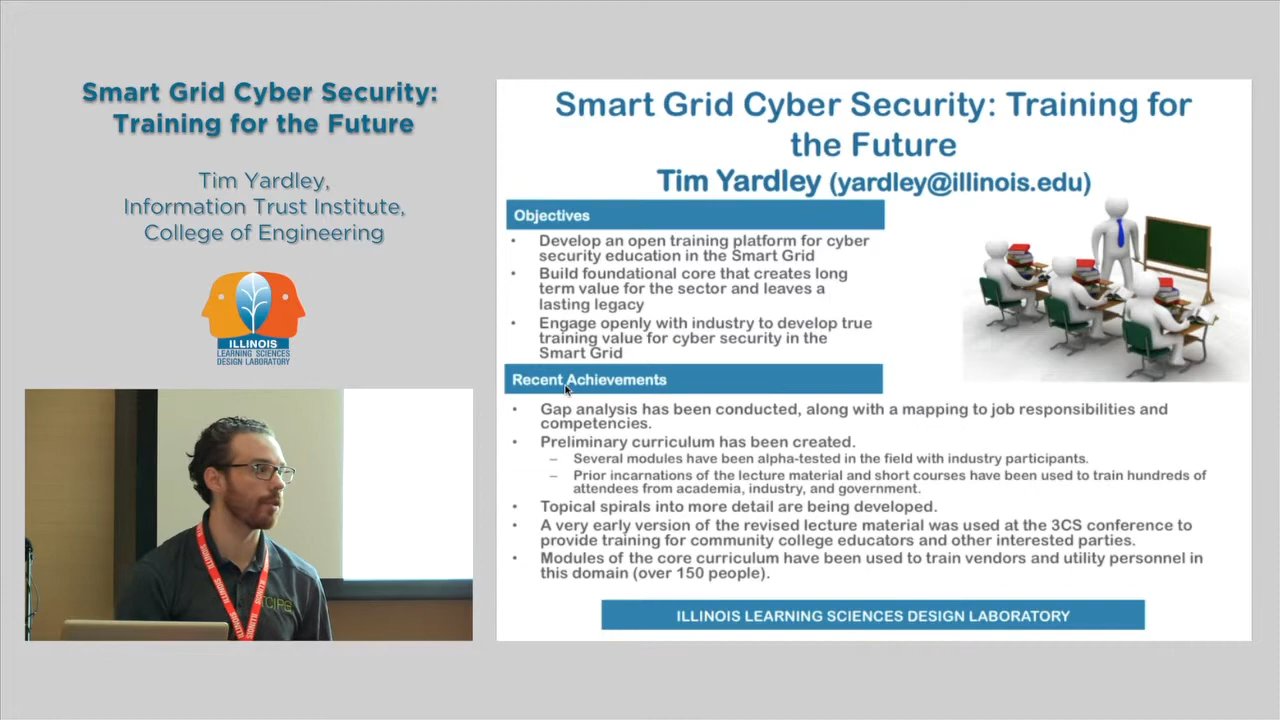 Smart Grid Cyber Security:
Training for the Future
Tim Yardley,
Information Trust Institute,
College of Engineering
ILLINOIS
LEARNING SCIENCES
DESIGN LABORATORY
Smart Grid Cyber Security: Training for
the Future
Tim Yardley (yardley@illinois.edu)
Objectives
• Develop an open training platform for cyber
security education in the Smart Grid
• Build foundational core that creates long
term value for the sector and leaves a
lasting legacy
• Engage openly with industry to develop true
training value for cyber security in the
Smart Grid
Recent Achievements
• Gap analysis has been conducted, along with a mapping to job responsibilities and
competencies.
• Preliminary curriculum has been created.
– Several modules have been alpha-tested in the field with industry participants.
– Prior incarnations of the lecture material and short courses have been used to train hundreds of
attendees from academia, industry, and government.
• Topical spirals into more detail are being developed.
• A very early version of the revised lecture material was used at the 3CS conference to
provide training for community college educators and other interested parties.
• Modules of the core curriculum have been used to train vendors and utility personnel in
this domain (over 150 people).
ILLINOIS LEARNING SCIENCES DESIGN LABORATORY
ILLINOIS
ILLINOIS